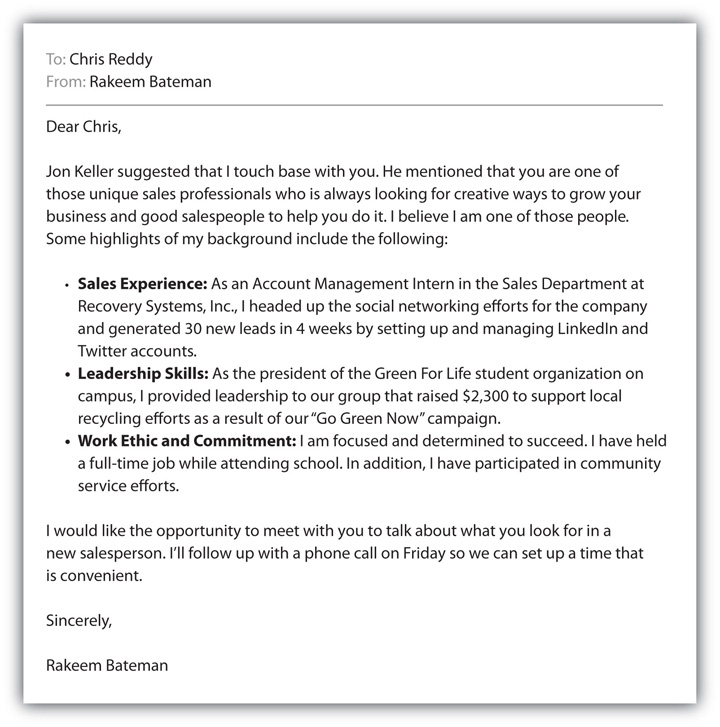 To: Chris Reddy
From: Rakeem Bateman
Dear Chris,
Jon Keller suggested that I touch base with you. He mentioned that you are one of
those unique sales professionals who is always looking for creative ways to grow your
business and good salespeople to help you do it. I believe I am one of those people.
Some highlights of my background include the following:
• Sales Experience: As an Account Management Intern in the Sales Department at
Recovery Systems, Inc., I headed up the social networking efforts for the company
and generated 30 new leads in 4 weeks by setting up and managing LinkedIn and
Twitter accounts.
• Leadership Skills: As the president of the Green For Life student organization on
campus, I provided leadership to our group that raised $2,300 to support local
recycling efforts as a result of our “Go Green Now” campaign.
• Work Ethic and Commitment: I am focused and determined to succeed. I have held
a full-time job while attending school. In addition, I have participated in community
service efforts.
I would like the opportunity to meet with you to talk about what you look for in a
new salesperson. I’ll follow up with a phone call on Friday so we can set up a time that
is convenient.
Sincerely,
Rakeem Bateman